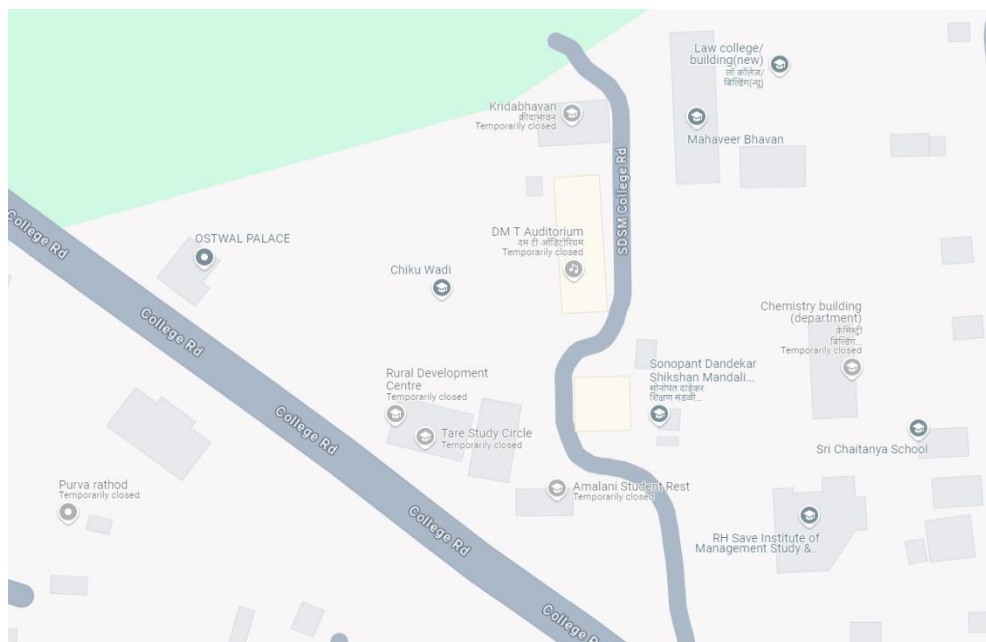 Law college/
building(new)
लॉ कॉलेज/
बिल्डिंग(न्यू)
Kridabhavan
क्रीडाभावन
Temporarily closed
Mahaveer Bhavan
SDSM College Rd
College Rd
OSTWAL PALACE
DM T Auditorium
दम टी ऑडिटोरियम
Temporarily closed
Chiku Wadi
College Rd
Chemistry building
(department)
केमिस्ट्री
बिल्डिंग...
Temporarily closed
Sonopant Dandekar
Shikshan Mandali...
सोनोपंत दांडेकर
शिक्षण मंडळी...
Rural Development
Centre
Temporarily closed
Tare Study Circle
Temporarily closed
College Rd
Sri Chaitanya School
Purva rathod
Temporarily closed
Amalani Student Rest
Temporarily closed
College Rd
RH Save Institute of
Management Study &...
College Rd